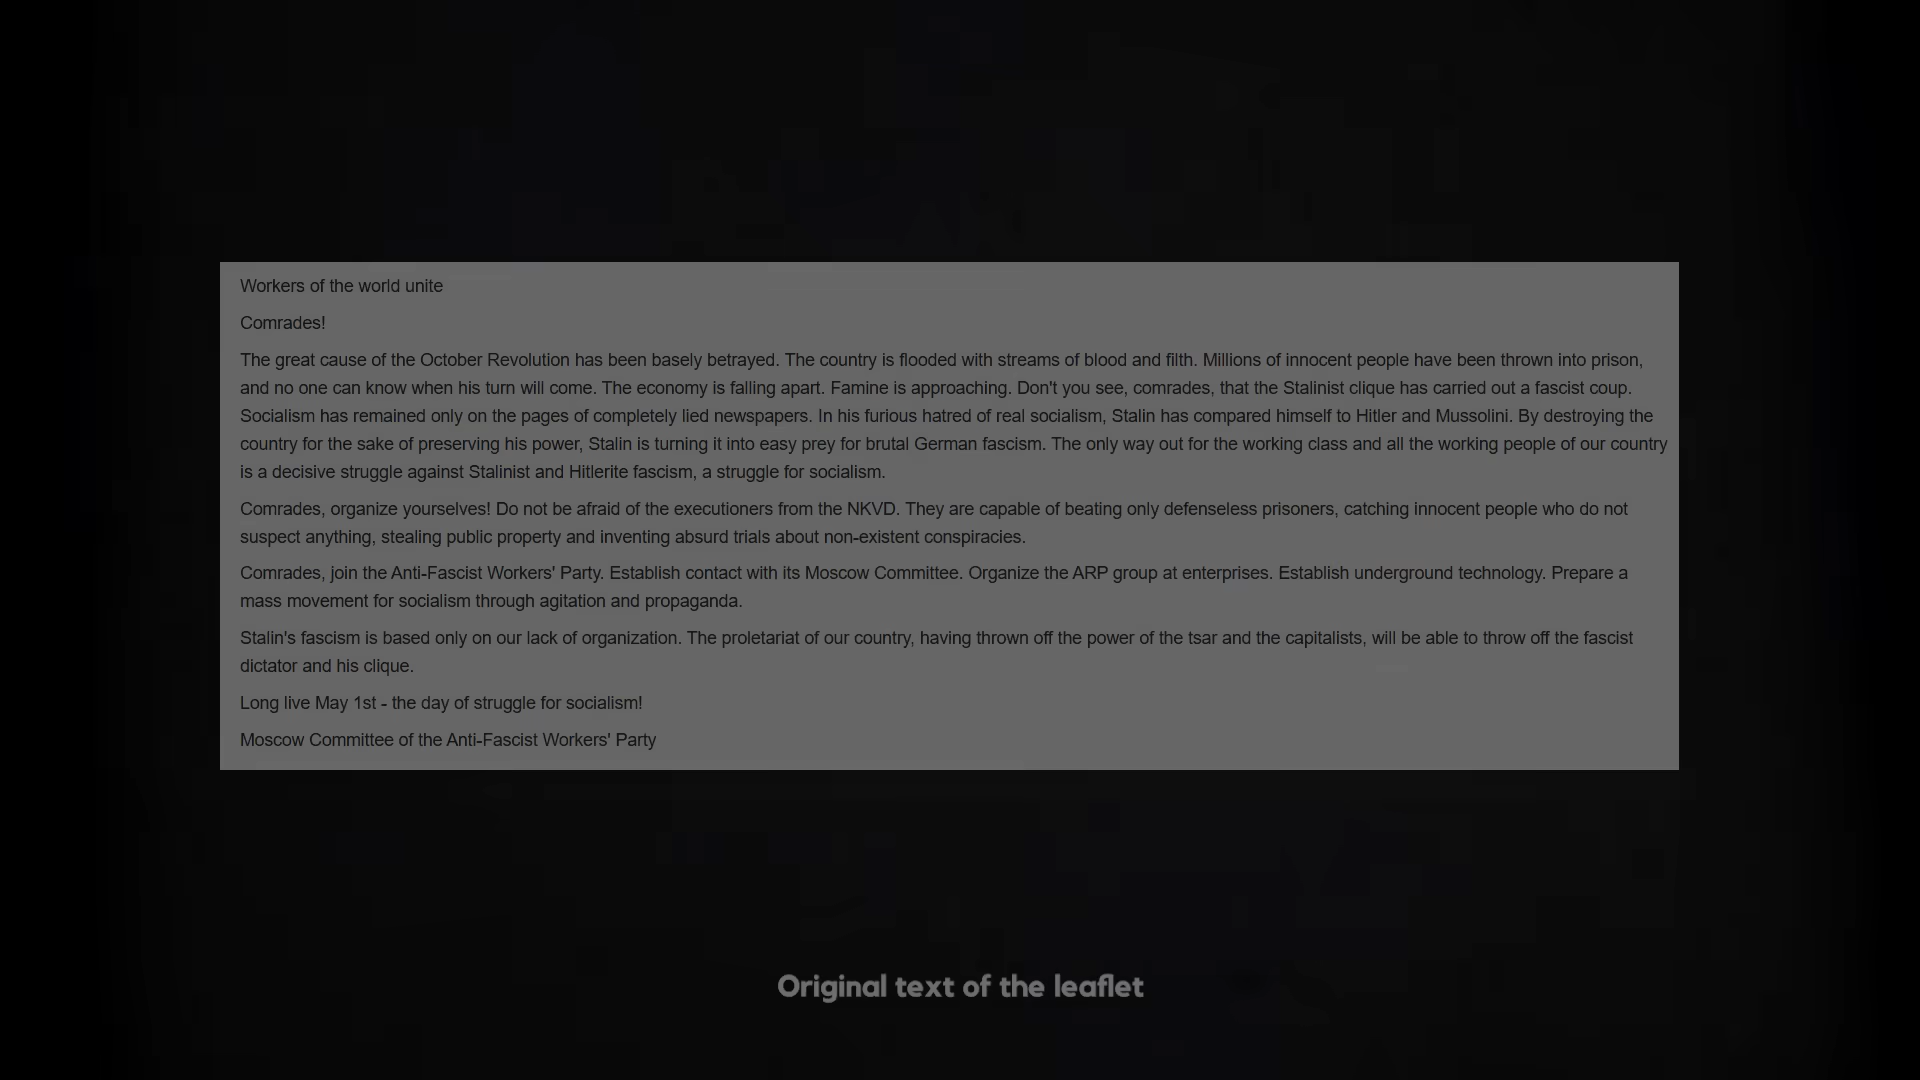 Workers of the world unite
Comrades!
The great cause of the October Revolution has been basely betrayed. The country is flooded with streams of blood and filth. Millions of innocent people have been thrown into prison,
and no one can know when his turn will come. The economy is falling apart. Famine is approaching. Don't you see, comrades, that the Stalinist clique has carried out a fascist coup.
Socialism has remained only on the pages of completely lied newspapers. In his furious hatred of real socialism, Stalin has compared himself to Hitler and Mussolini. By destroying the
country for the sake of preserving his power, Stalin is turning it into easy prey for brutal German fascism. The only way out for the working class and all the working people of our country
is a decisive struggle against Stalinist and Hitlerite fascism, a struggle for socialism.
Comrades, organize yourselves! Do not be afraid of the executioners from the NKVD. They are capable of beating only defenseless prisoners, catching innocent people who do not
suspect anything, stealing public property and inventing absurd trials about non-existent conspiracies.
Comrades, join the Anti-Fascist Workers' Party. Establish contact with its Moscow Committee. Organize the ARP group at enterprises. Establish underground technology. Prepare a
mass movement for socialism through agitation and propaganda.
Stalin's fascism is based only on our lack of organization. The proletariat of our country, having thrown off the power of the tsar and the capitalists, will be able to throw off the fascist
dictator and his clique.
Long live May 1st - the day of struggle for socialism!
Moscow Committee of the Anti-Fascist Workers' Party
Original text of the leaflet